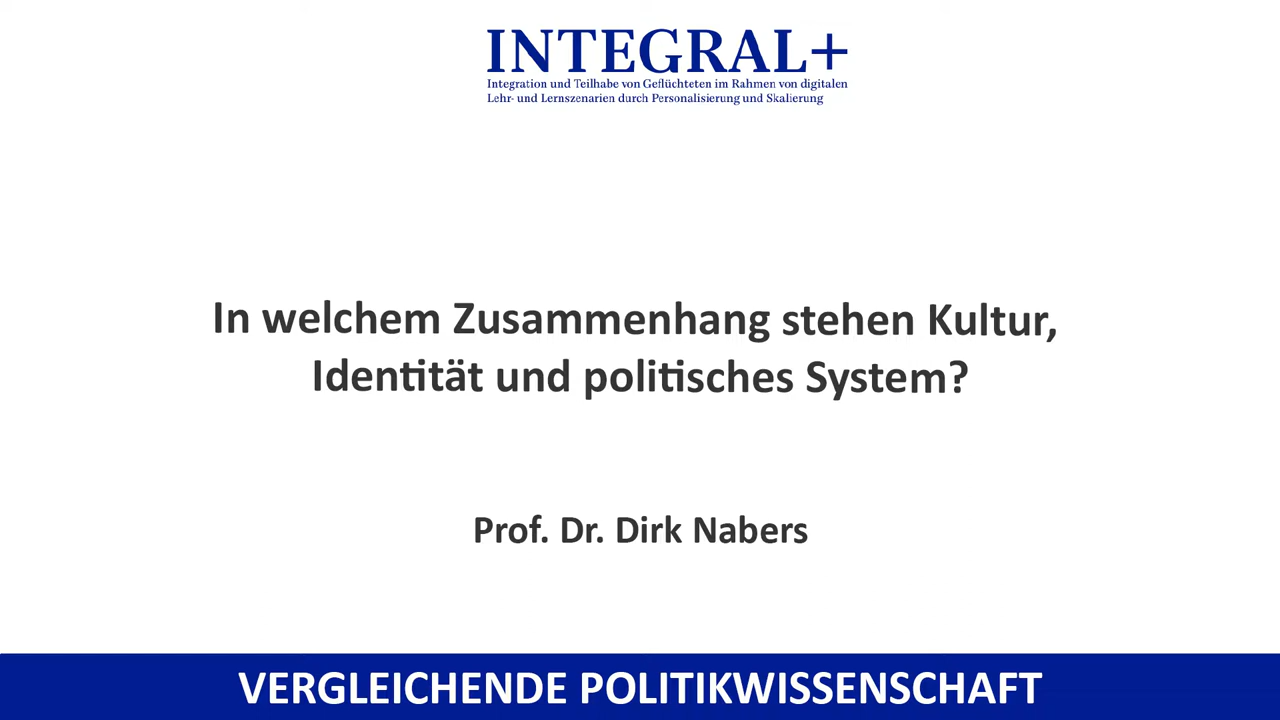 INTEGRAL+
Integration und Teilhabe von Geflüchteten im Rahmen von digitalen
Lehr- und Lernszenarien durch Personalisierung und Skalierung
In welchem Zusammenhang stehen Kultur,
Identität und politisches System?
Prof. Dr. Dirk Nabers
VERGLEICHENDE POLITIKWISSENSCHAFT